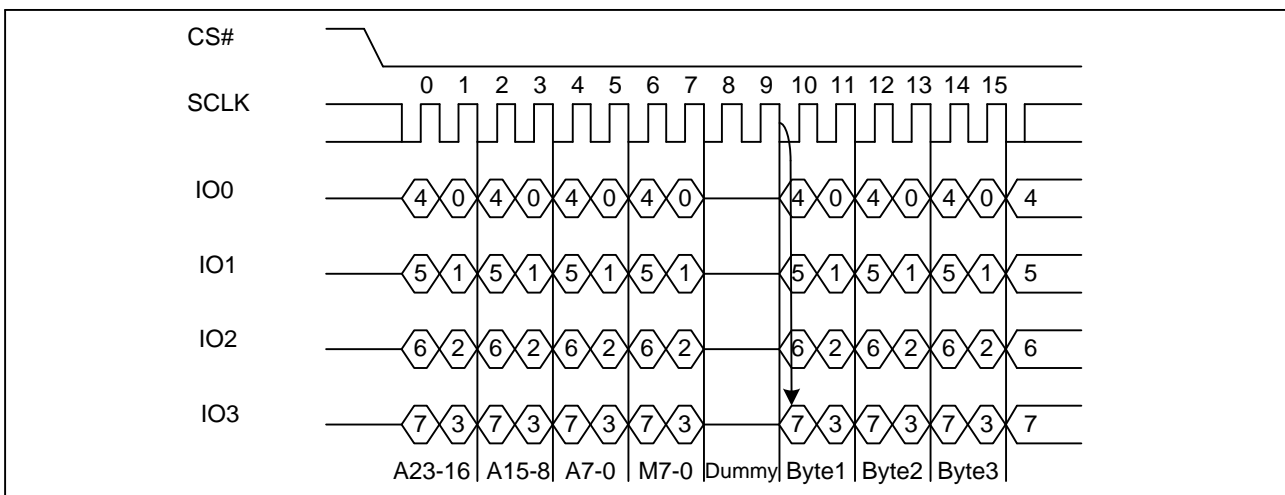 CS#
0 1 2 3 4 5 6 7 8 9 10 11 12 13 14 15
SCLK
IO0 4 0 4 0 4 0 4 0 4 0 4 0 4 0 4
IO1 5 1 5 1 5 1 5 1 5 1 5 1 5 1 5
IO2 6 2 6 2 6 2 6 2 6 2 6 2 6 2 6
IO3 7 3 7 3 7 3 7 3 7 3 7 3 7 3 7
A23-16 A15-8 A7-0 M7-0 Dummy Byte1 Byte2 Byte3